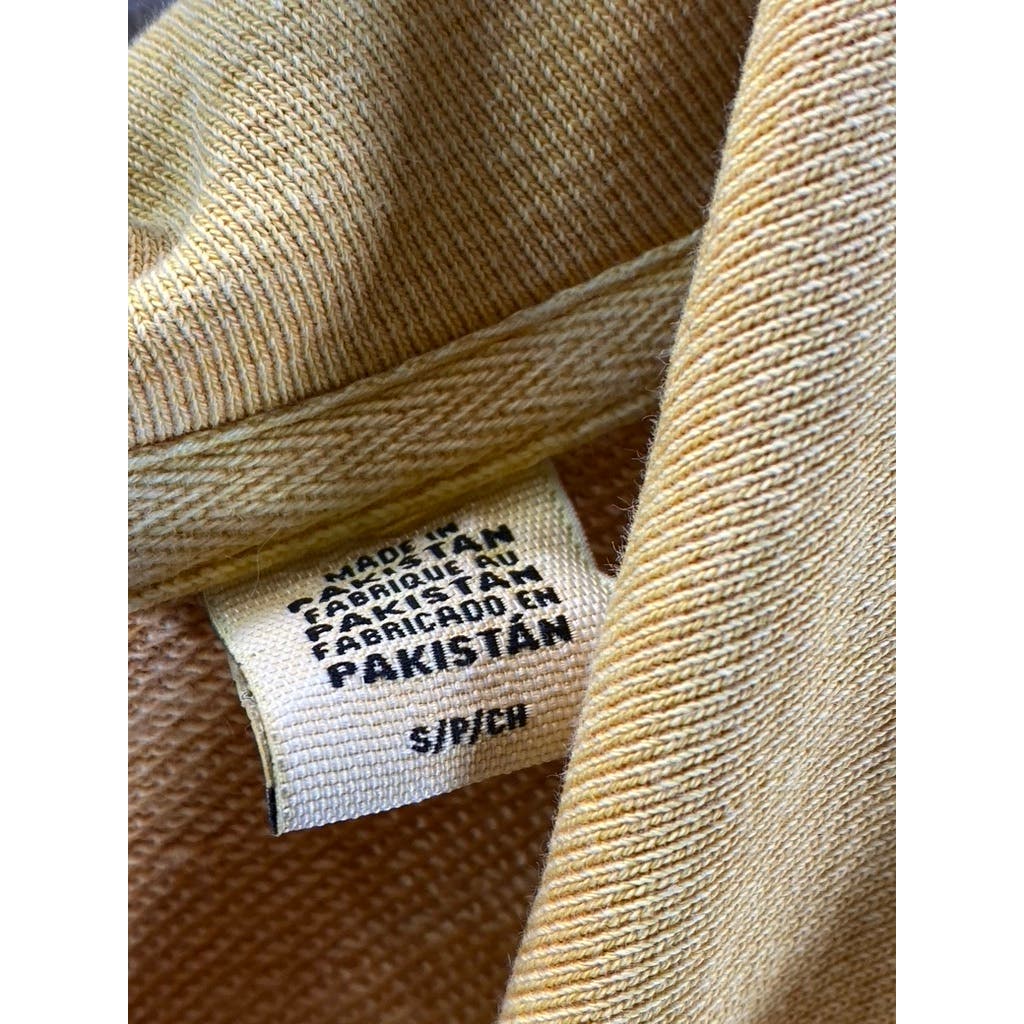 MADE IN
PAKISTAN
FABRIQUE AU
PAKISTAN
FABRICADO EN
PAKISTÁN
S/P/CH